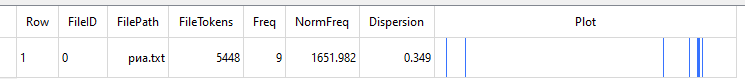 Row FileID FilePath FileTokens Freq NormFreq Dispersion Plot
1 0 риа.txt 5448 9 1651.982 0.349